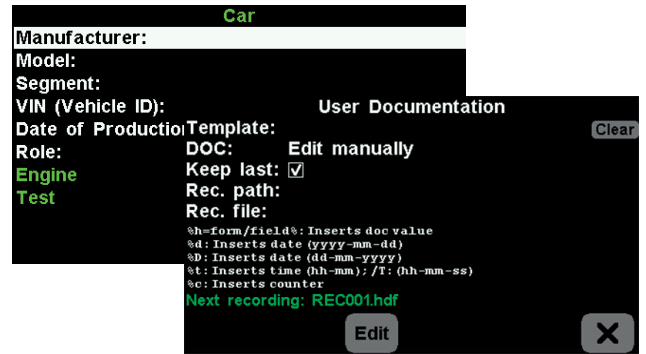 Car
Manufacturer:
Model:
Segment:
VIN (Vehicle ID):
Date of Productio
Role:
Engine
Test
User Documentation
Template:
Clear
DOC: Edit manually
Keep last:
Rec. path:
Rec. file:
%h=form/field%: Inserts doc value
%d: Inserts date (yyyy-mm-dd)
%D: Inserts date (dd-mm-yyyy)
%t: Inserts time (hh-mm); /T: (hh-mm-ss)
%c: Inserts counter
Next recording: REC001.hdf
Edit
X